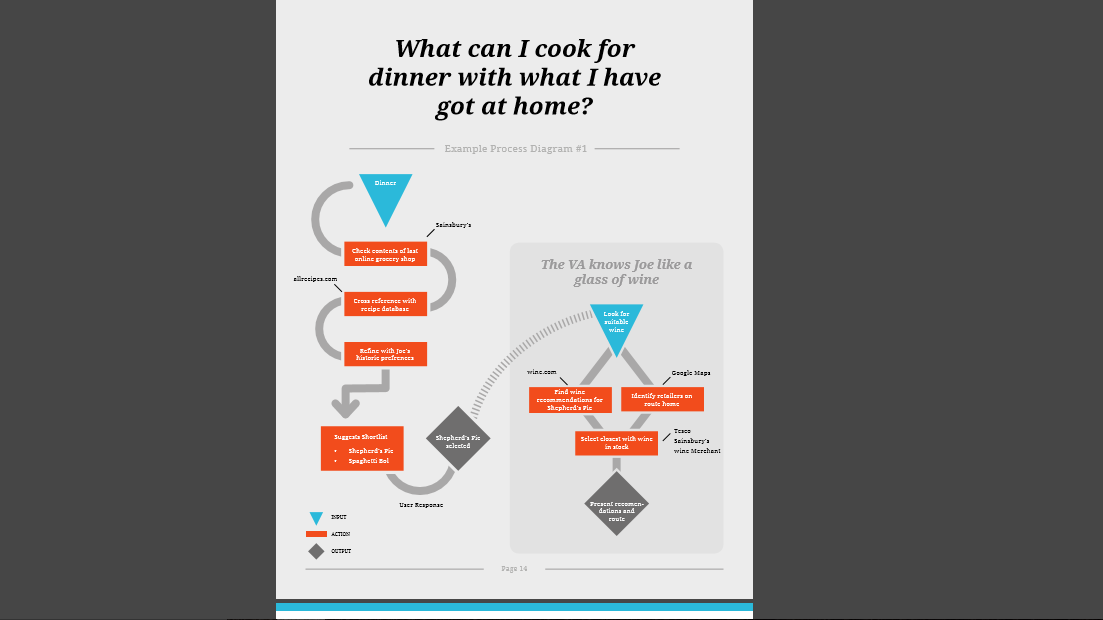 What can I cook for
dinner with what I have
got at home?
Example Process Diagram #1
Dinner
Sainsbury's
Check contents of last
online grocery shop
allrecipes.com
Cross reference with
recipe database
Refine with Joe's
historic prefrences
Suggests Shortlist
• Shepherd's Pie
• Spaghetti Bol
Shepherd's Pie
selected
User Response
The VA knows Joe like a
glass of wine
Look for
suitable
wine
wine.com
Google Maps
Find wine
recommendations for
Shepherd's Pie
Identify retailers on
route home
Select closest with wine
in stock
Tesco
Sainsbury's
wine Merchant
Present recomen-
dations and
route
INPUT
ACTION
OUTPUT
Page 14